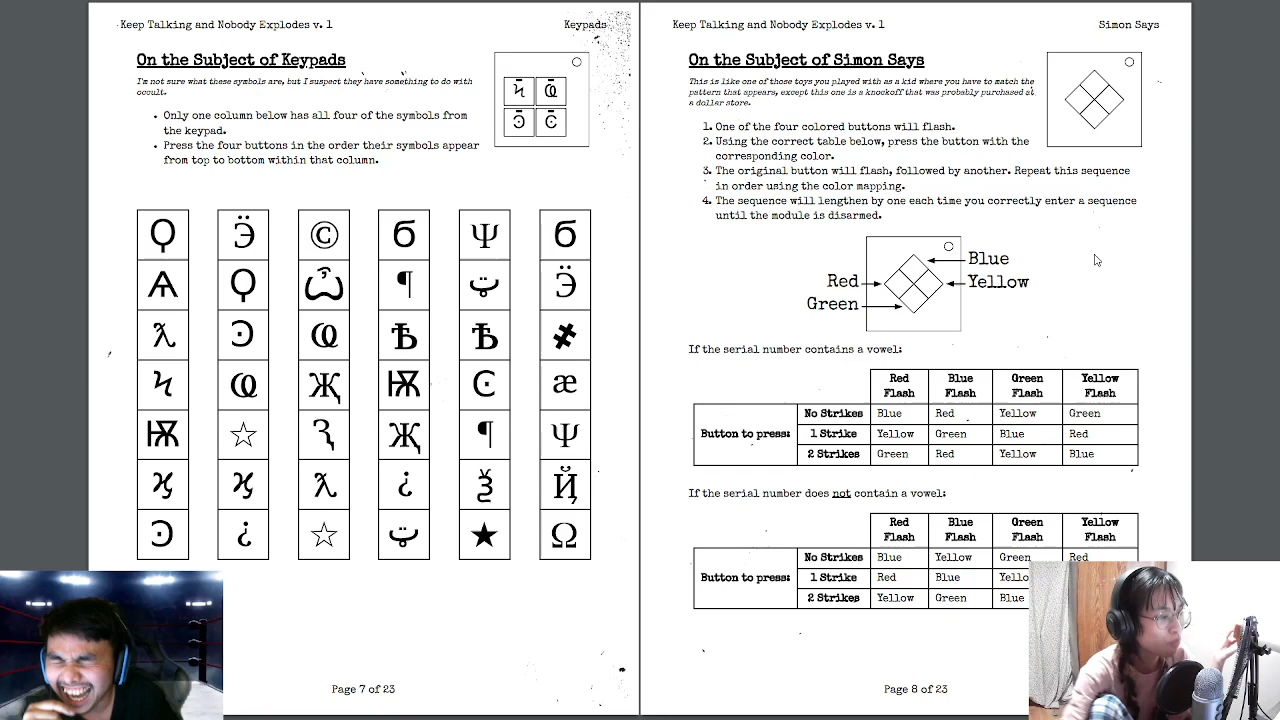 Keep Talking and Nobody Explodes v. 1
Keypads
On the Subject of Keypads
I'm not sure what these symbols are, but I suspect they have something to do with
occult.
• Only one column below has all four of the symbols from
the keypad.
• Press the four buttons in the order their symbols appear
from top to bottom within that column.
Ϟ Ѩ
Ͽ Ͼ
Ϙ Ӭ © б Ψ б
Ѧ Ϙ Ѽ ¶ ټ Ӭ
ƛ Ͽ Ҩ Ѣ Ѣ ҂
Ϟ Ҩ Җ Ѭ Ͼ æ
Ѭ ☆ Ԇ Җ ¶ Ψ
ϗ ϗ ƛ ¿ Ѯ Ҋ
Ͽ ¿ ☆ ټ ★ Ω
Page 7 of 23
Keep Talking and Nobody Explodes v. 1
Simon Says
On the Subject of Simon Says
This is like one of those toys you played with as a kid where you have to match the
pattern that appears, except this one is a knockoff that was probably purchased at
a dollar store.
1. One of the four colored buttons will flash.
2. Using the correct table below, press the button with the
corresponding color.
3. The original button will flash, followed by another. Repeat this sequence
in order using the color mapping.
4. The sequence will lengthen by one each time you correctly enter a sequence
until the module is disarmed.
Blue
Red
Yellow
Green
If the serial number contains a vowel:
Red Flash Blue Flash Green Flash Yellow Flash
Button to press:
No Strikes Blue Red Yellow Green
1 Strike Yellow Green Blue Red
2 Strikes Green Red Yellow Blue
If the serial number does not contain a vowel:
Red Flash Blue Flash Green Flash Yellow Flash
Button to press:
No Strikes Blue Yellow Green Red
1 Strike Red Blue Yello
2 Strikes Yellow Green Blue
Page 8 of 23